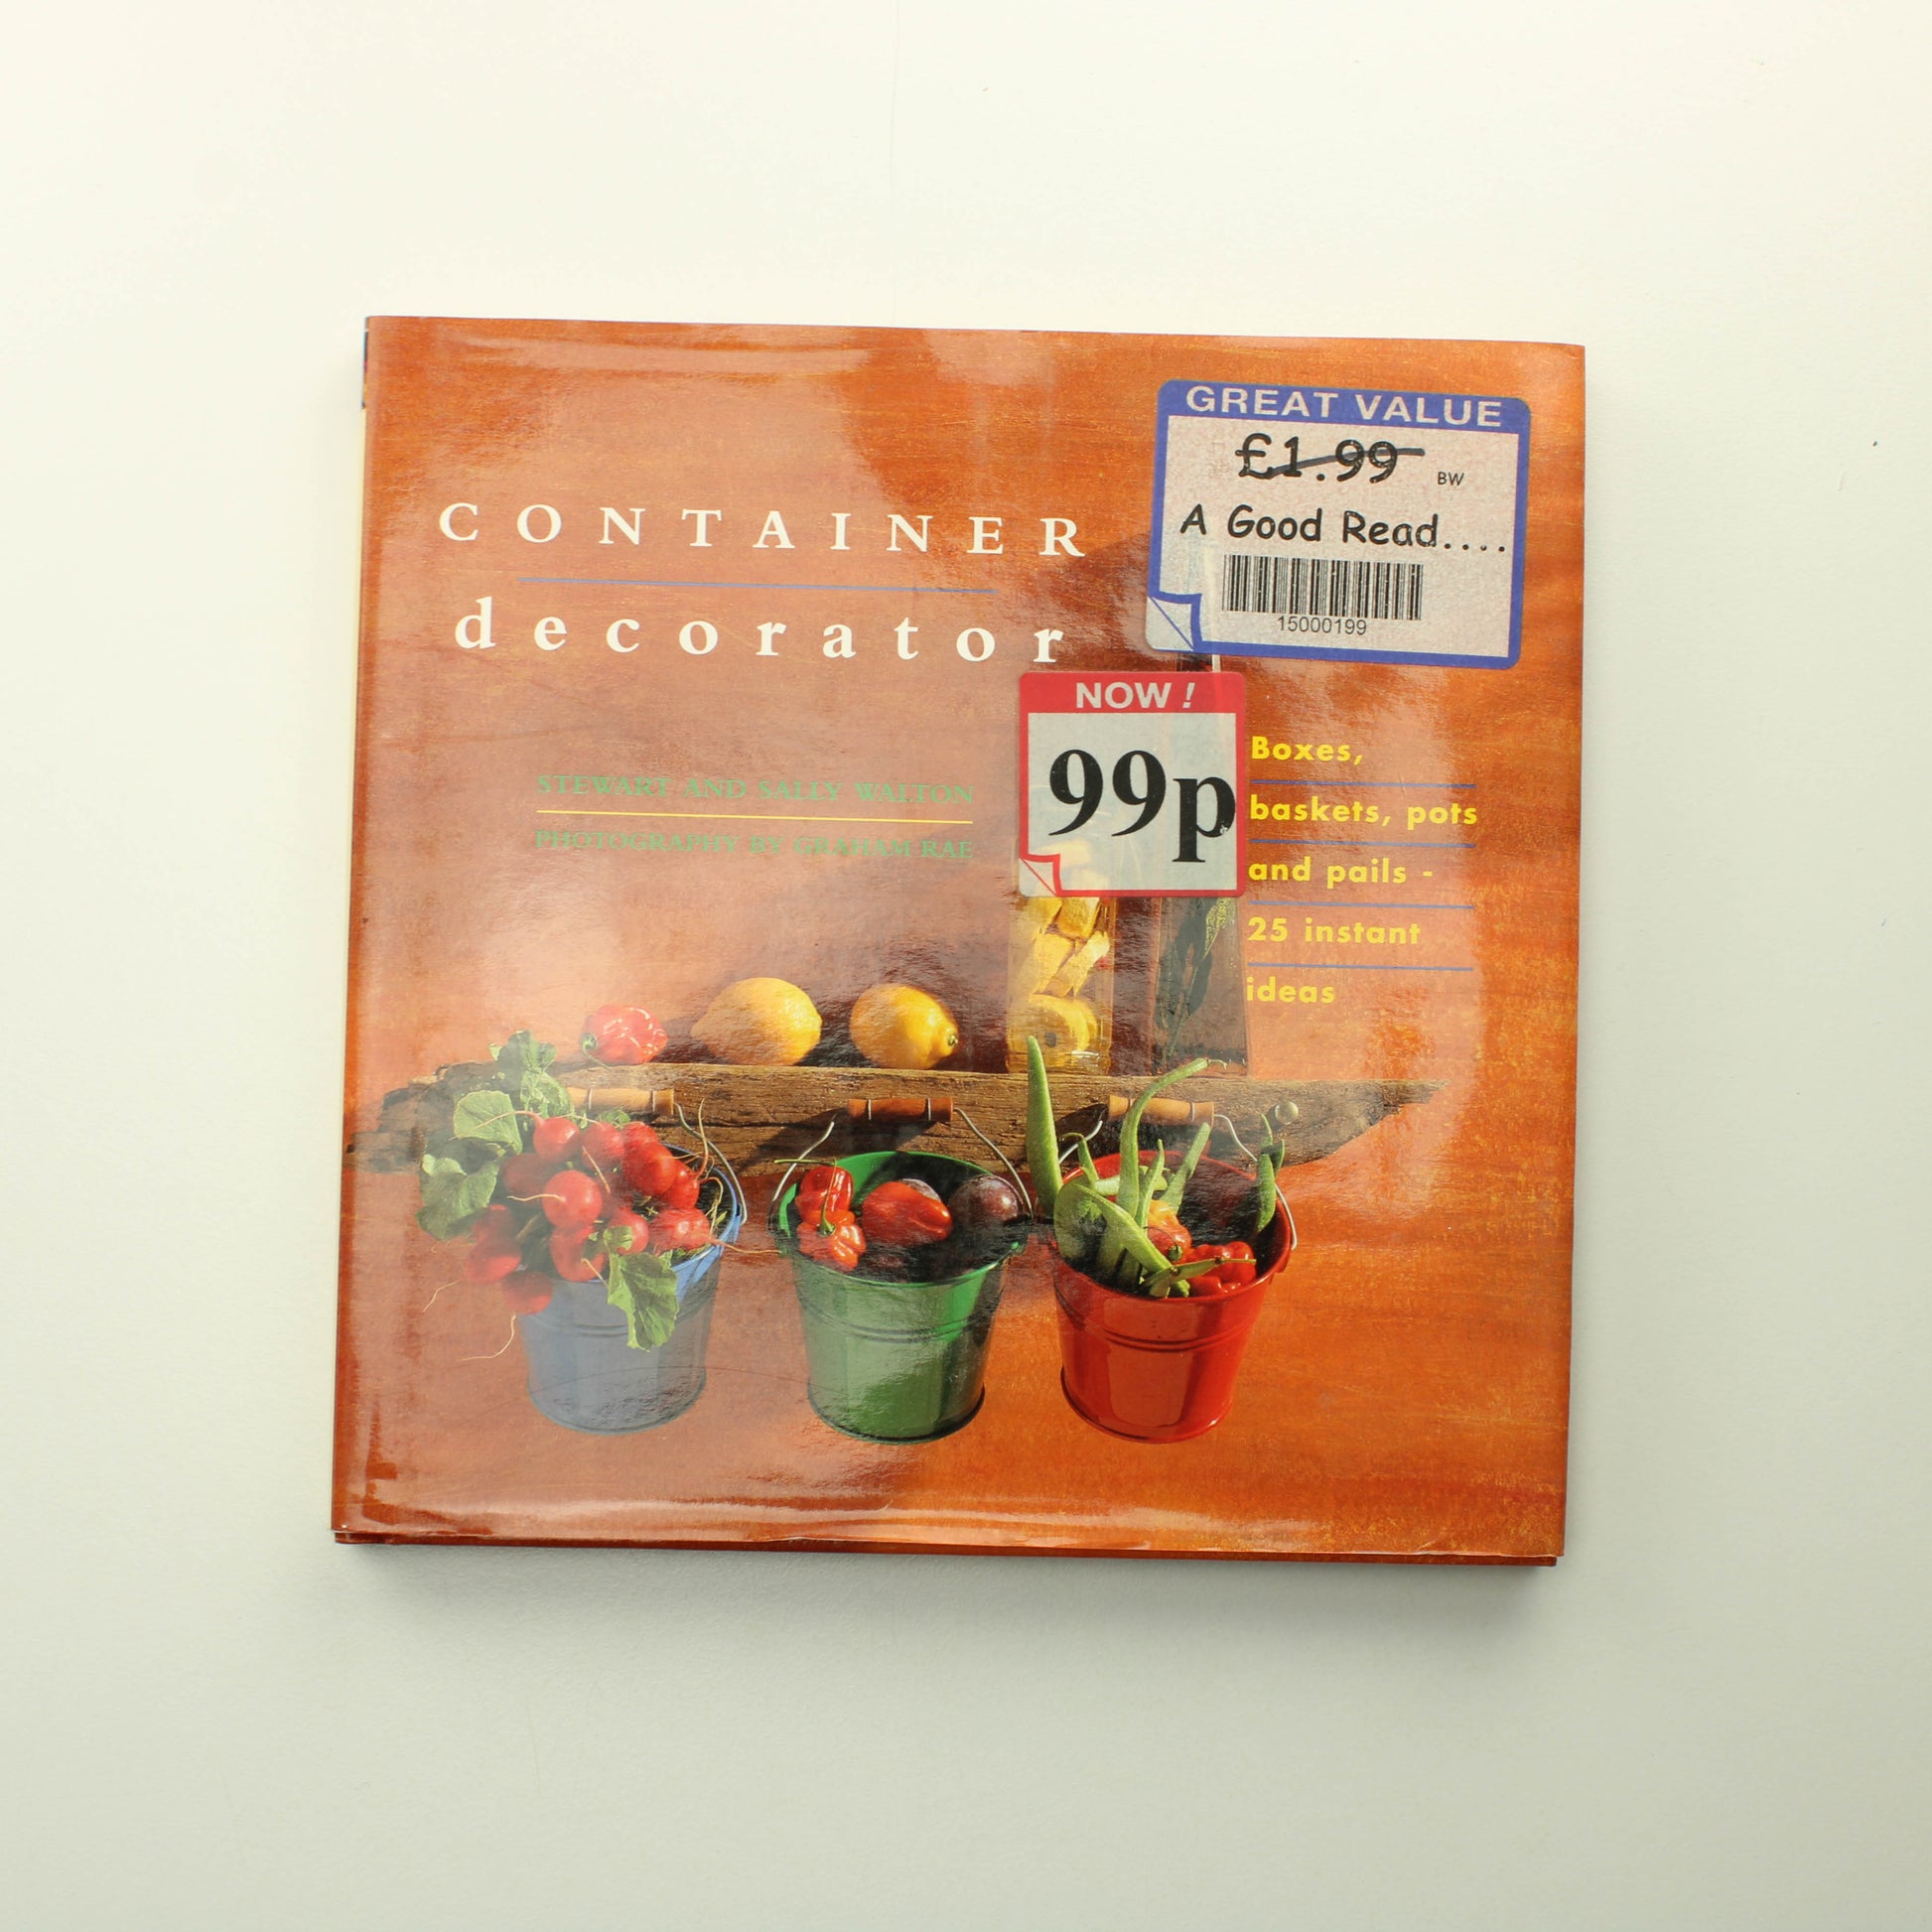 GREAT VALUE
£1.99 BW
A Good Read....
15000199
CONTAINER
decorator
NOW!
99p
STEWART AND SALLY WALTON
PHOTOGRAPHY BY GRAHAM RAE
Boxes,
baskets, pots
and pails -
25 instant
ideas